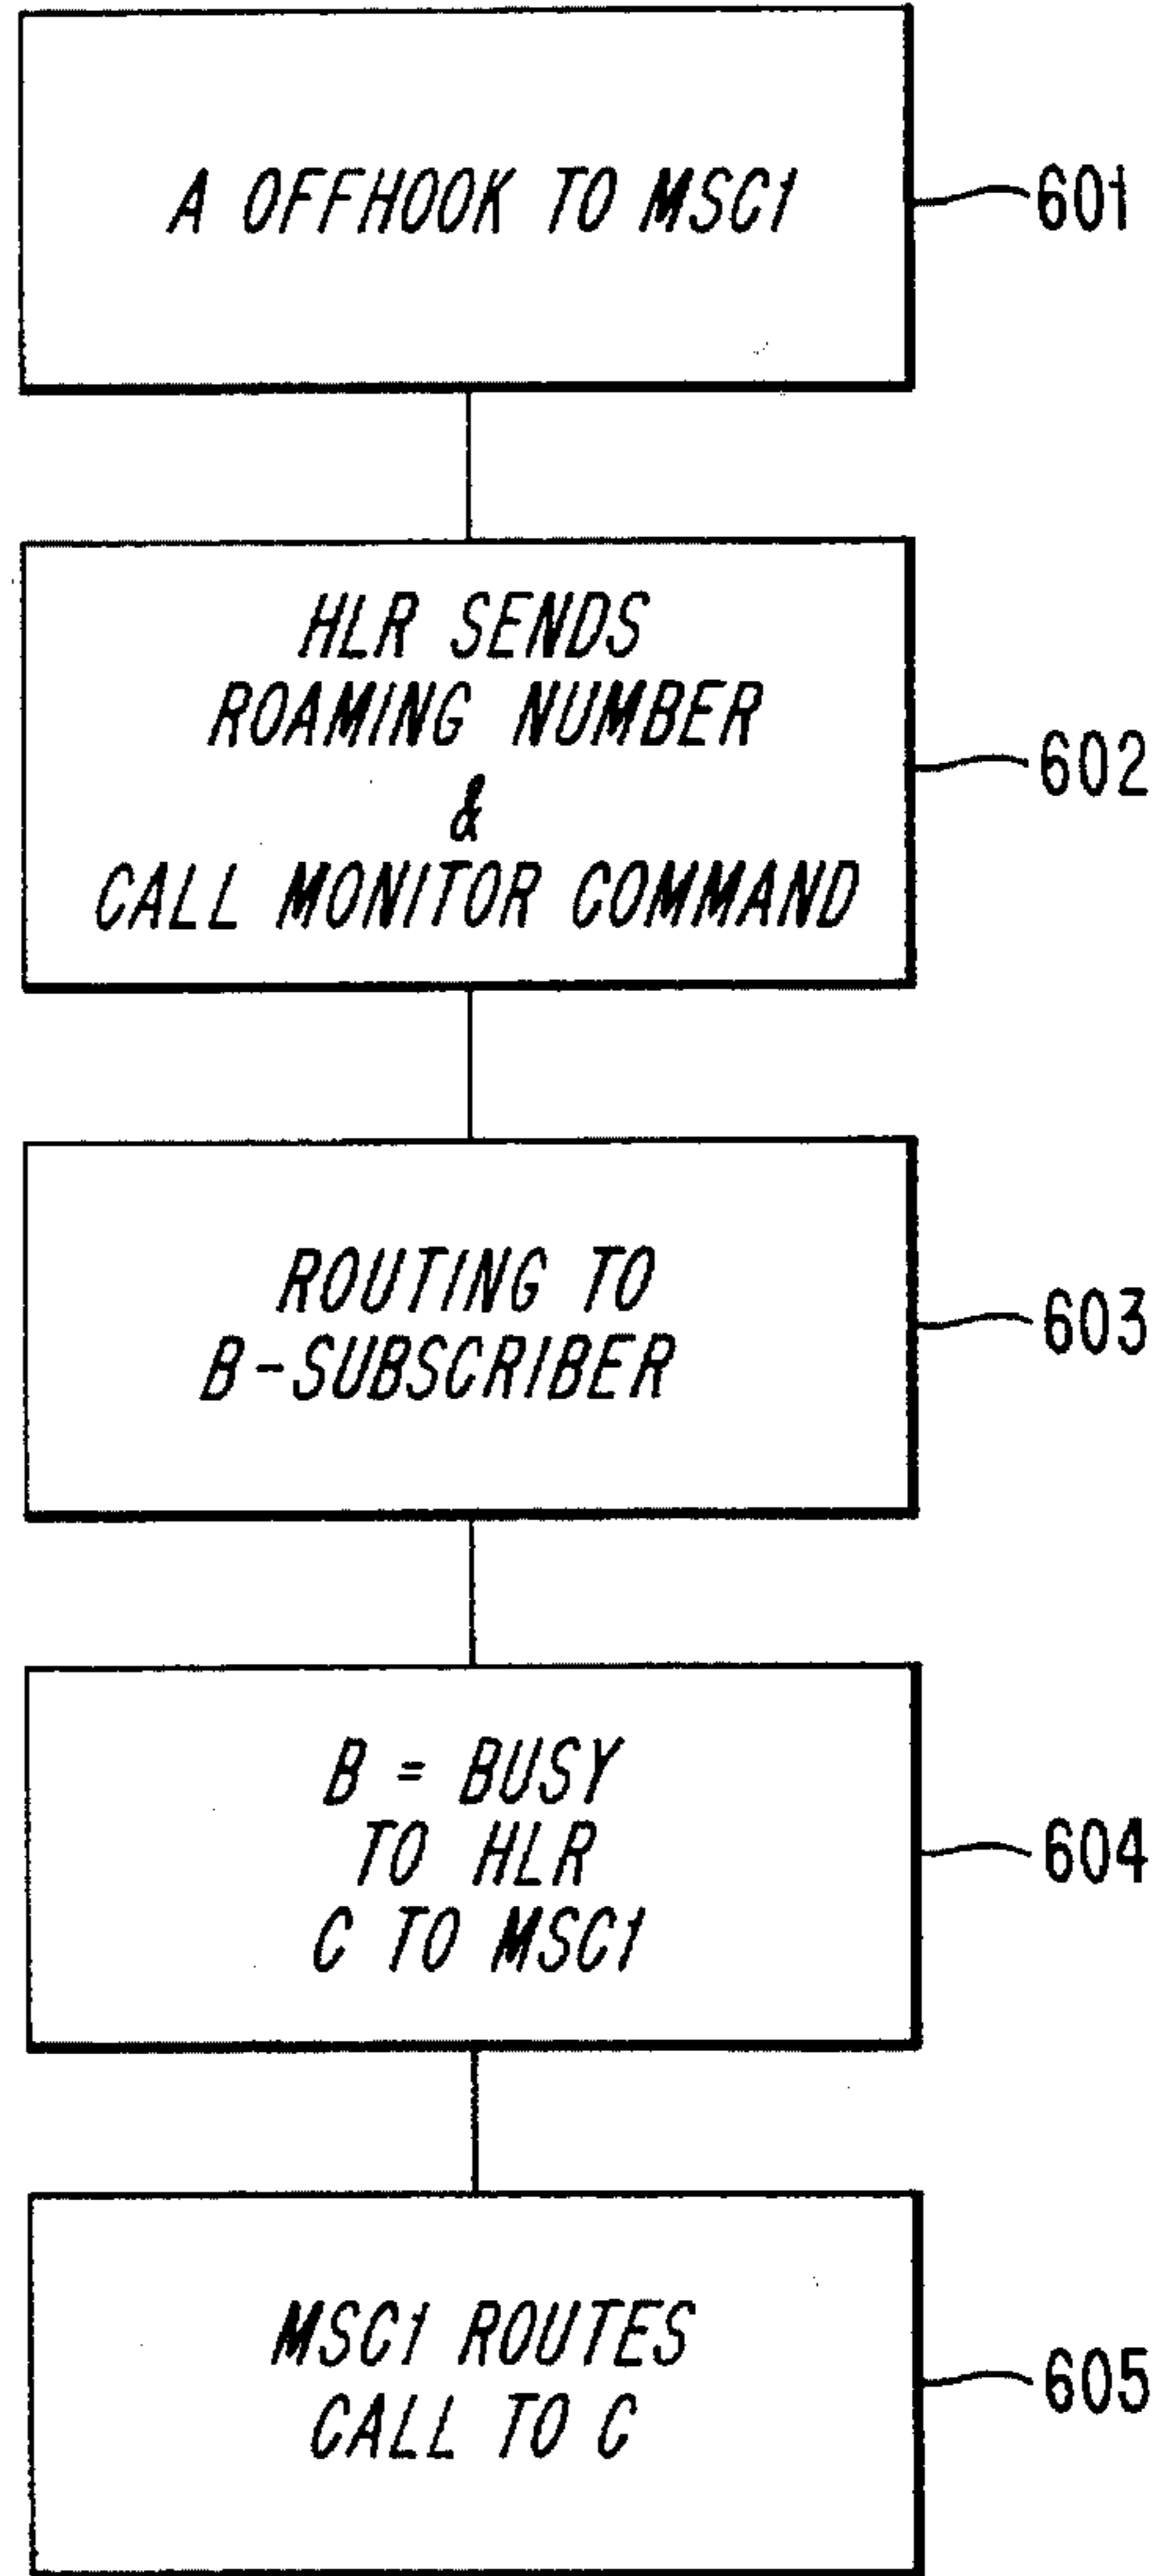 A OFFHOOK TO MSC1
601
HLR SENDS
ROAMING NUMBER
&
CALL MONITOR COMMAND
602
ROUTING TO
B-SUBSCRIBER
603
B = BUSY
TO HLR
C TO MSC1
604
MSC1 ROUTES
CALL TO C
605